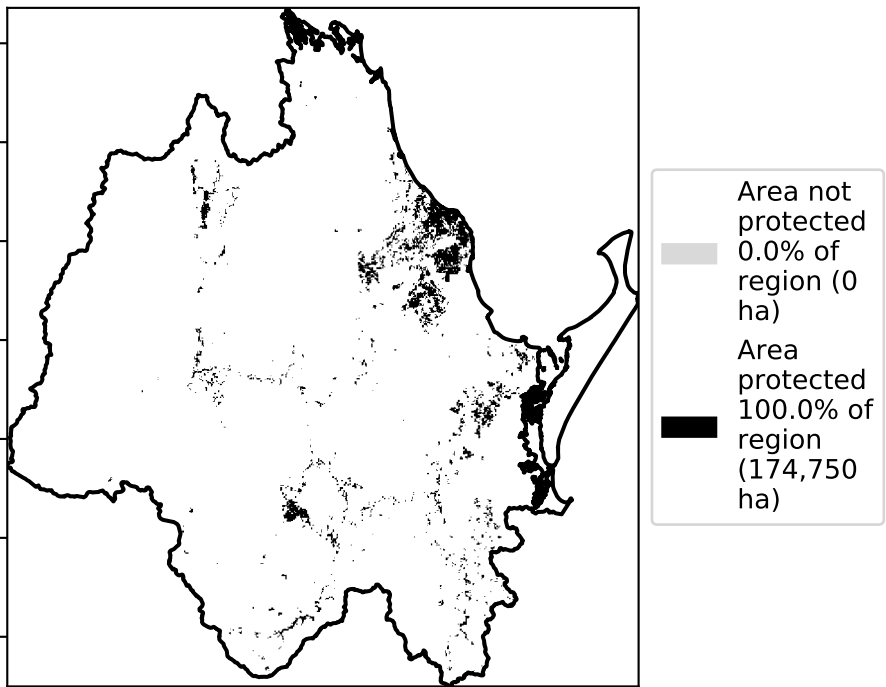 Area not
protected
0.0% of
region (0
ha)
Area
protected
100.0% of
region
(174,750
ha)